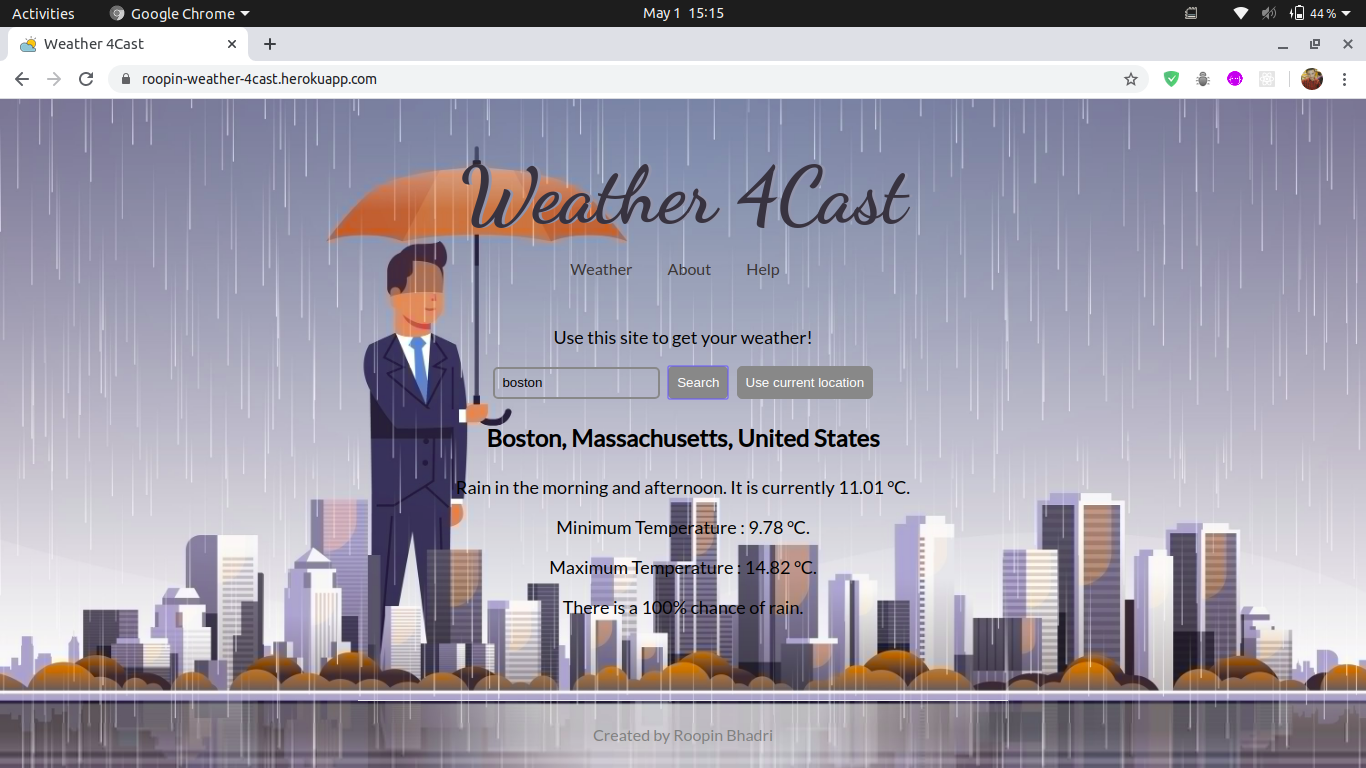 Activities Google Chrome May 1 15:15 44 %
Weather 4Cast
roopin-weather-4cast.herokuapp.com
Weather 4Cast
Weather About Help
Use this site to get your weather!
boston Search Use current location
Boston, Massachusetts, United States
Rain in the morning and afternoon. It is currently 11.01 °C.
Minimum Temperature : 9.78 °C.
Maximum Temperature : 14.82 °C.
There is a 100% chance of rain.
Created by Roopin Bhadri